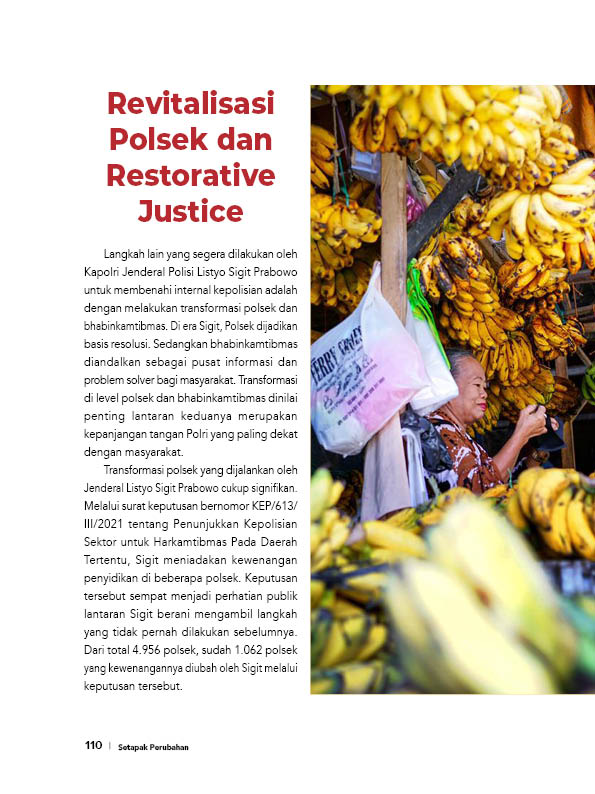 Revitalisasi
Polsek dan
Restorative
Justice
Langkah lain yang segera dilakukan oleh
Kapolri Jenderal Polisi Listyo Sigit Prabowo
untuk membenahi internal kepolisian adalah
dengan melakukan transformasi polsek dan
bhabinkamtibmas. Di era Sigit, Polsek dijadikan
basis resolusi. Sedangkan bhabinkamtibmas
diandalkan sebagai pusat informasi dan
problem solver bagi masyarakat. Transformasi
di level polsek dan bhabinkamtibmas dinilai
penting lantaran keduanya merupakan
kepanjangan tangan Polri yang paling dekat
dengan masyarakat.
Transformasi polsek yang dijalankan oleh
Jenderal Listyo Sigit Prabowo cukup signifikan.
Melalui surat keputusan bernomor KEP/613/
III/2021 tentang Penunjukkan Kepolisian
Sektor untuk Harkamtibmas Pada Daerah
Tertentu, Sigit meniadakan kewenangan
penyidikan di beberapa polsek. Keputusan
tersebut sempat menjadi perhatian publik
lantaran Sigit berani mengambil langkah
yang tidak pernah dilakukan sebelumnya.
Dari total 4.956 polsek, sudah 1.062 polsek
yang kewenangannya diubah oleh Sigit melalui
keputusan tersebut.
110 | Setapak Perubahan